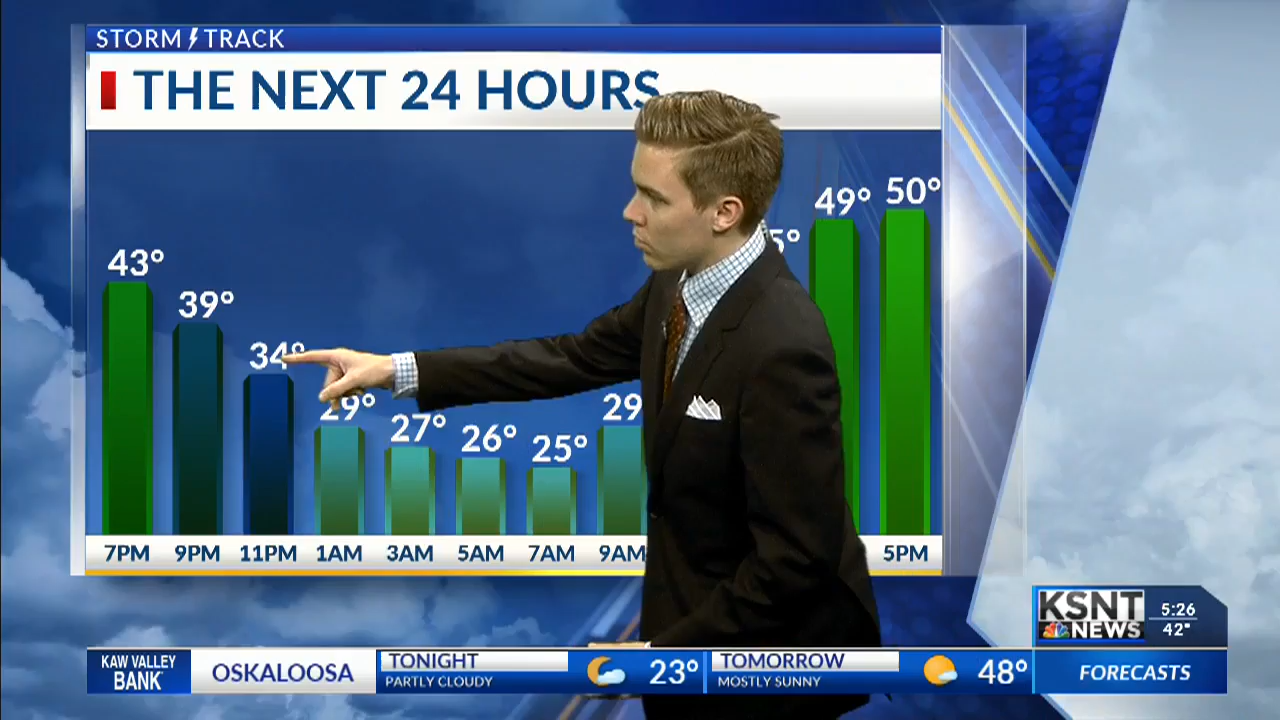 STORM TRACK
THE NEXT 24 HOURS
43° 39° 34° 29° 27° 26° 25° 29 5° 49° 50°
7PM 9PM 11PM 1AM 3AM 5AM 7AM 9AM 5PM
KSNT
NEWS
5:26
42°
KAW VALLEY
BANK
OSKALOOSA
TONIGHT
PARTLY CLOUDY
23°
TOMORROW
MOSTLY SUNNY
48°
FORECASTS